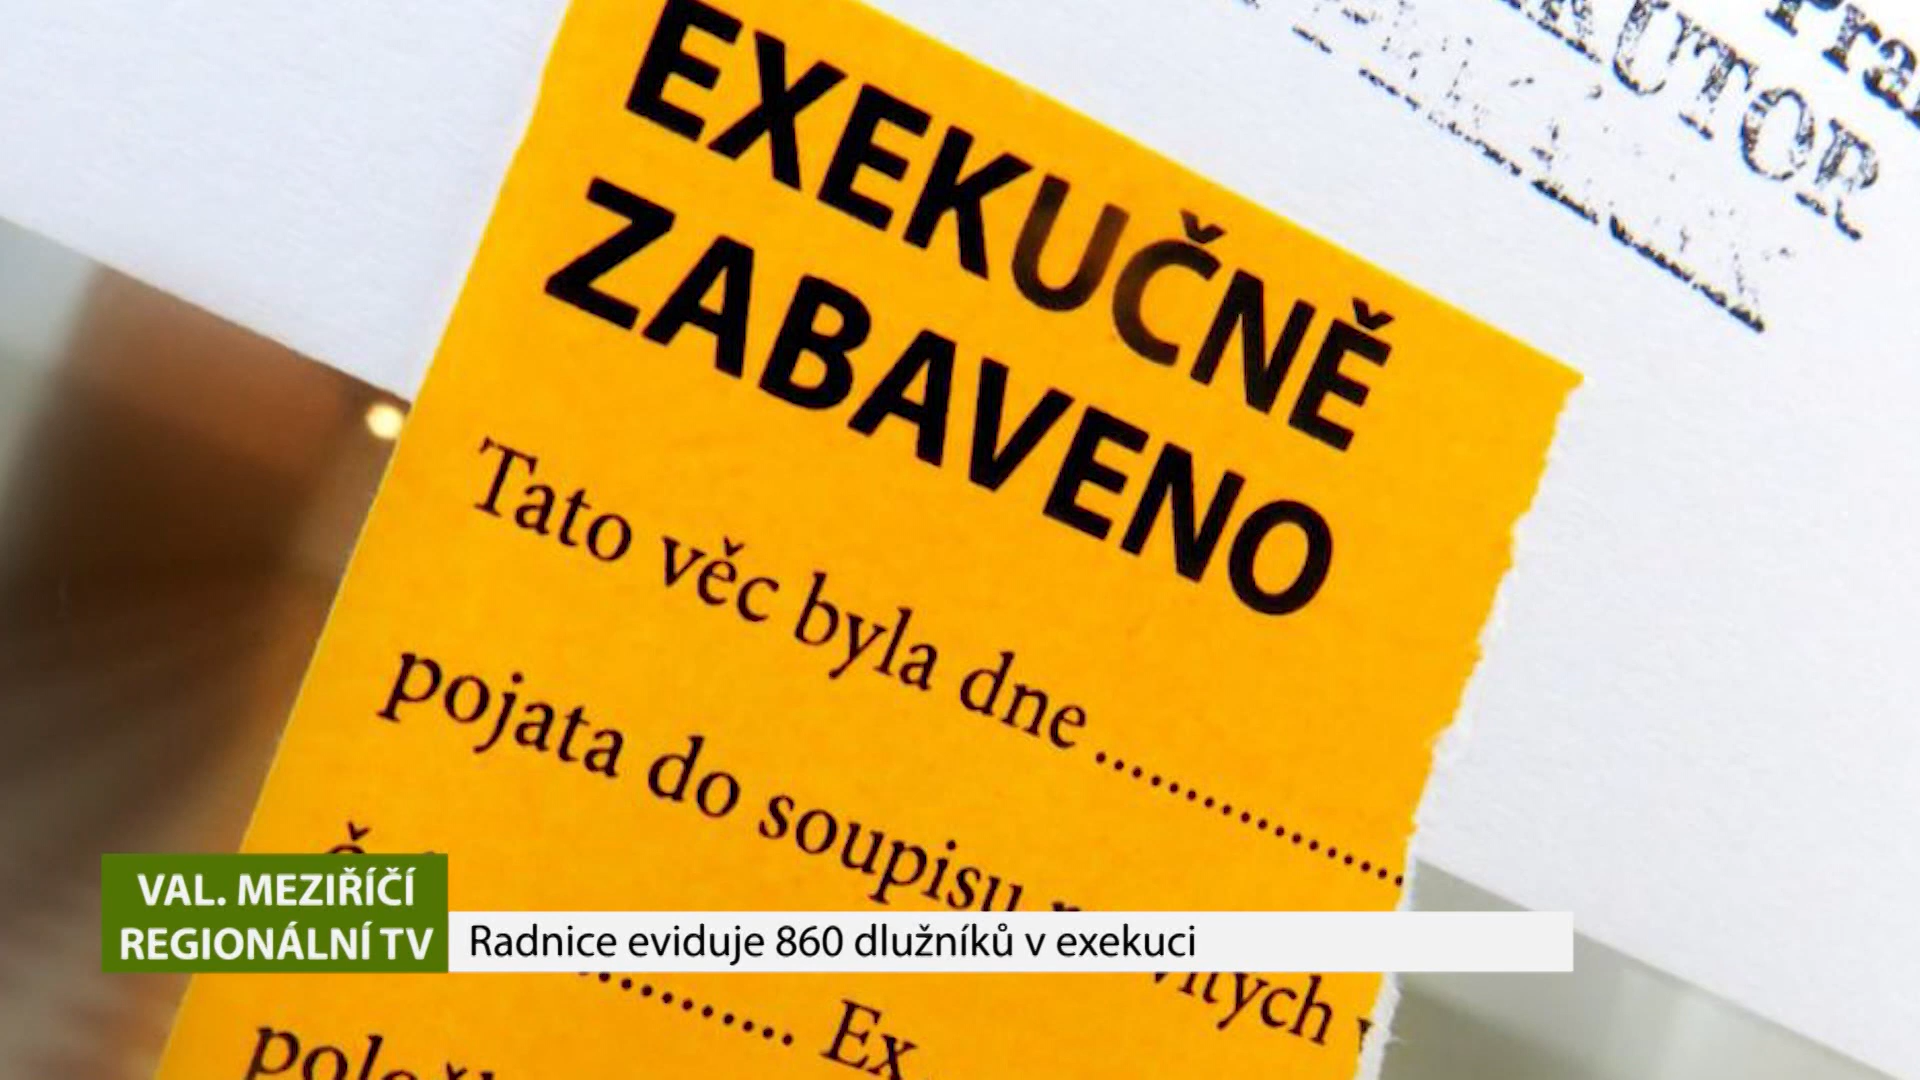 EXEKUČNĚ
ZABAVENO
Tato věc byla dne ....................
pojata do soupisu
VAL. MEZIŘÍČÍ
REGIONÁLNÍ TV
Radnice eviduje 860 dlužníků v exekuci
Ex.